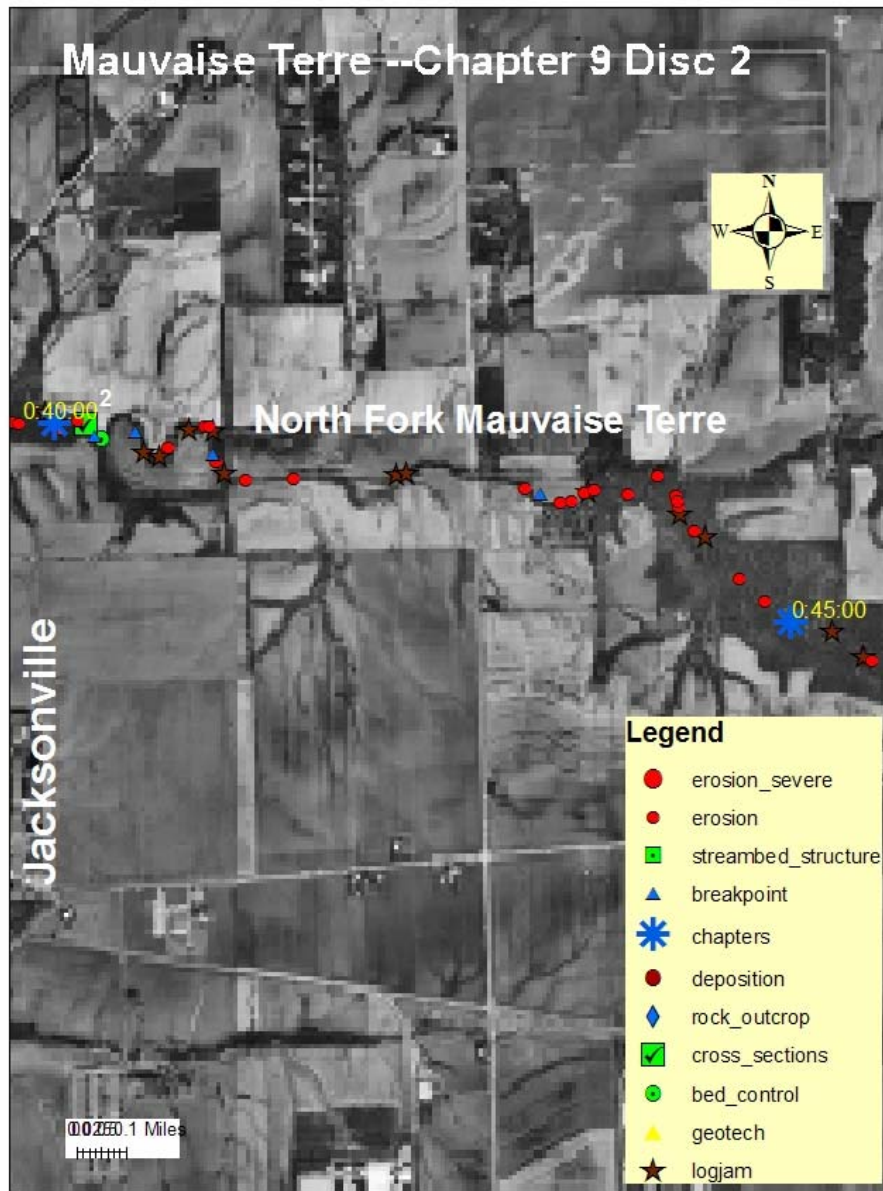 Mauvaise Terre --Chapter 9 Disc 2
N
W E
S
0:40:00 2
North Fork Mauvaise Terre
0:45:00
Jacksonville
Legend
erosion_severe
erosion
streambed_structure
breakpoint
chapters
deposition
rock_outcrop
cross_sections
bed_control
geotech
logjam
Miles